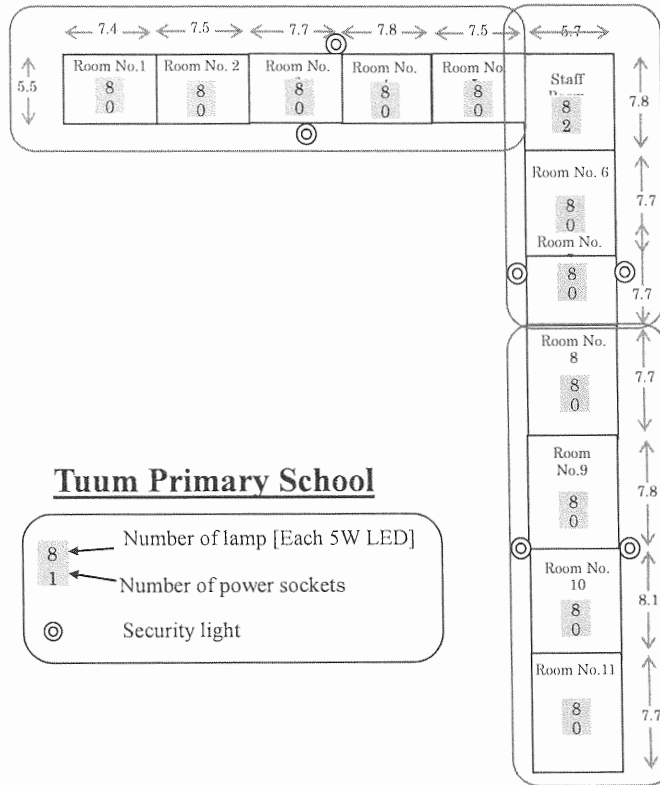 7.4 7.5 7.7 7.8 7.5 5.7
5.5
Room No.1 Room No. 2 Room No. Room No. Room No
8 8 8 8 8
0 0 0 0 0
Staff
8
2
7.8
Room No. 6
8
0
7.7
Room No.
8
0
7.7
Room No.
8
8
0
7.7
Room
No.9
8
0
7.8
Room No.
10
8
0
8.1
Room No.11
8
0
7.7
Tuum Primary School
8
1
Number of lamp [Each 5W LED]
Number of power sockets
Security light